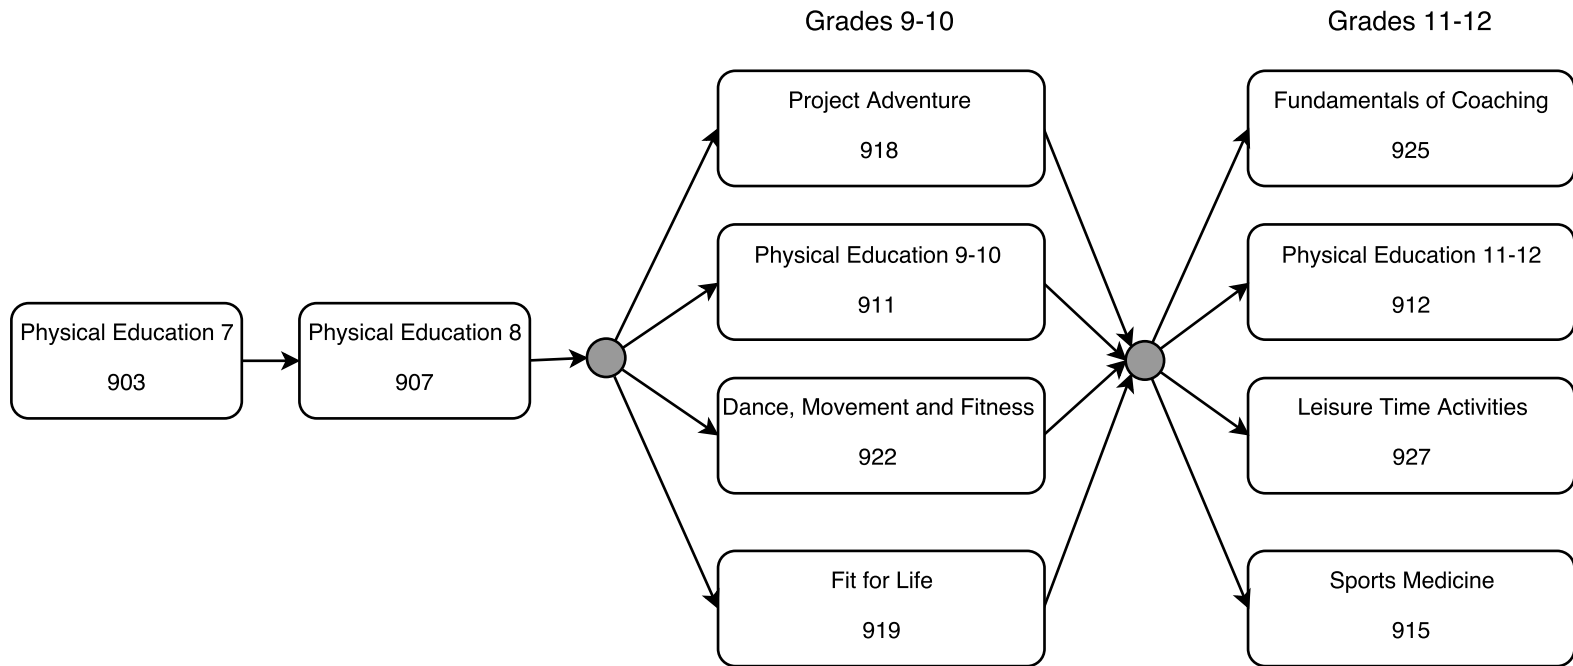 Grades 9-10
Grades 11-12
Physical Education 7
903
Physical Education 8
907
Project Adventure
918
Physical Education 9-10
911
Dance, Movement and Fitness
922
Fit for Life
919
Fundamentals of Coaching
925
Physical Education 11-12
912
Leisure Time Activities
927
Sports Medicine
915